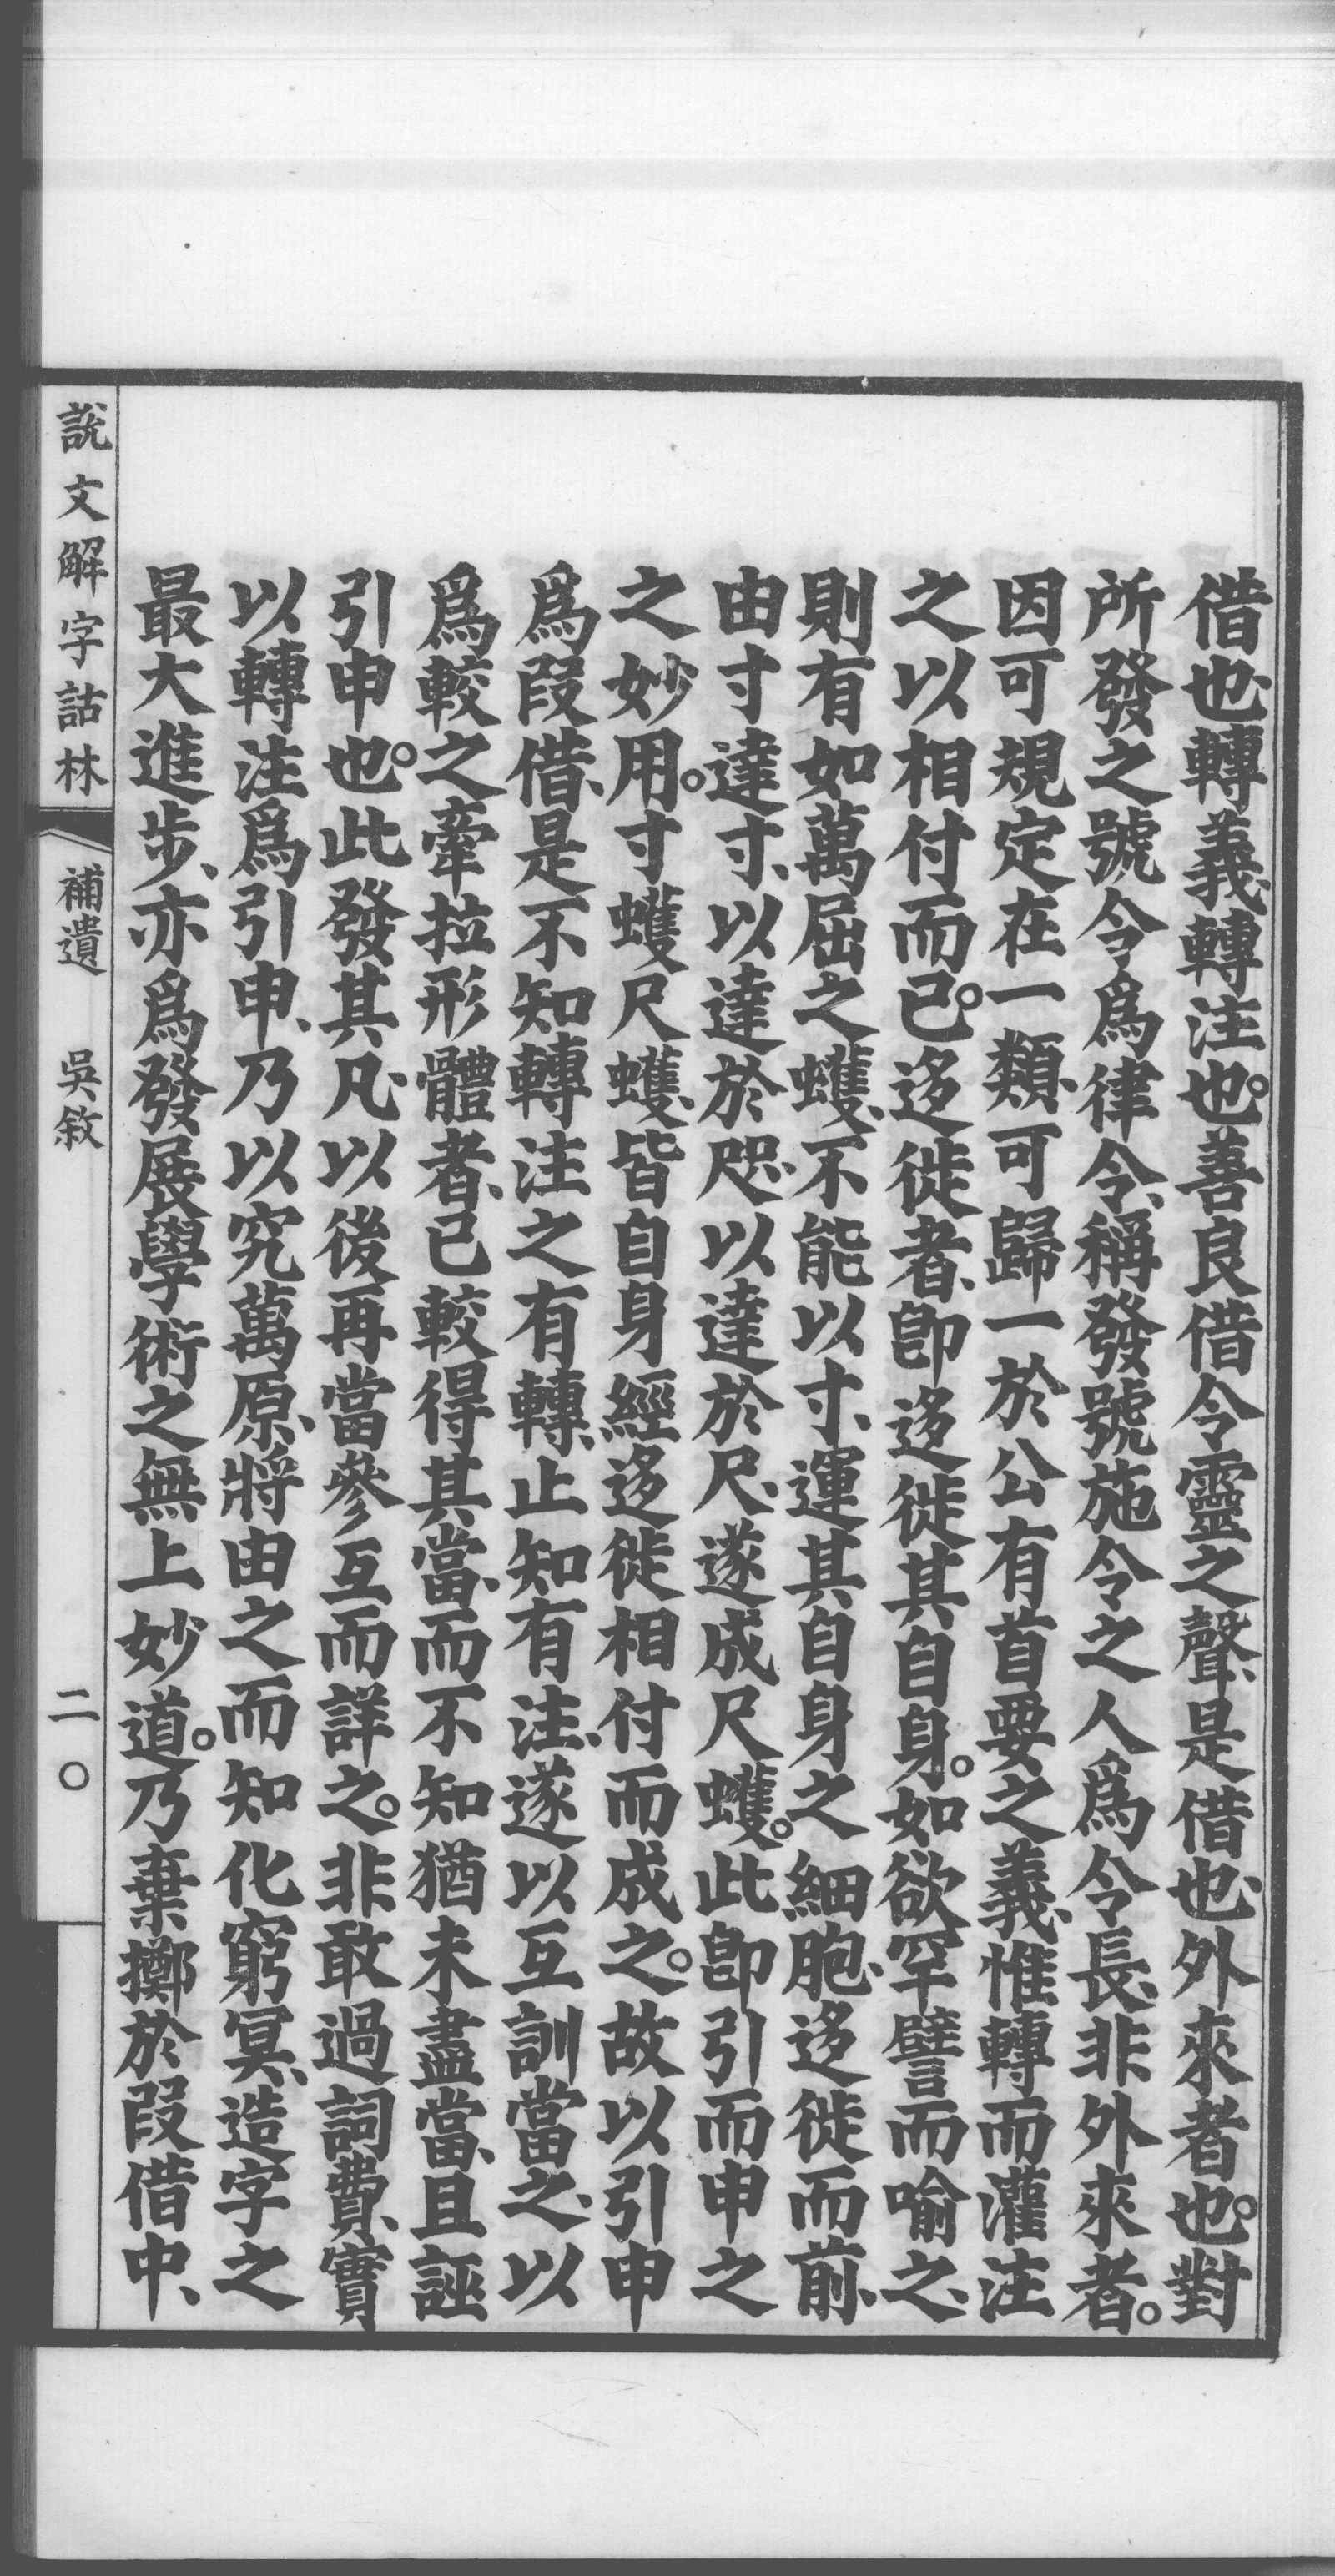 借也、轉義、轉注也。善良借令靈之聲、是借也、外來者也。對
所發之號令爲律令、稱發號施令之人爲令長、非外來者。
因可規定在一類、可歸一於公有首要之義、惟轉而灌注
之以相付而已。迻徙者、卽迻徙其自身。如欲罕譬而喻之、
則有如萬屈之蠖、不能以寸、運其自身之細胞、迻徙而前、
由寸達寸、以達於咫、以達於尺、遂成尺蠖。此卽引而申之
之妙用。寸蠖尺蠖、皆自身經迻徙相付而成之。故以引申
爲叚借、是不知轉注之有轉、止知有注、遂以互訓當之、以
爲較之牽拉形體者、已較得其當、而不知猶未盡當、且誣
引申也。此發其凡、以後再當參互而詳之。非敢過詞費、實
以轉注爲引申、乃以究萬原、將由之而知化窮冥、造字之
最大進步、亦爲發展學術之無上妙道。乃棄擲於叚借中、
說文解字詁林 補遺 吳敘 二〇